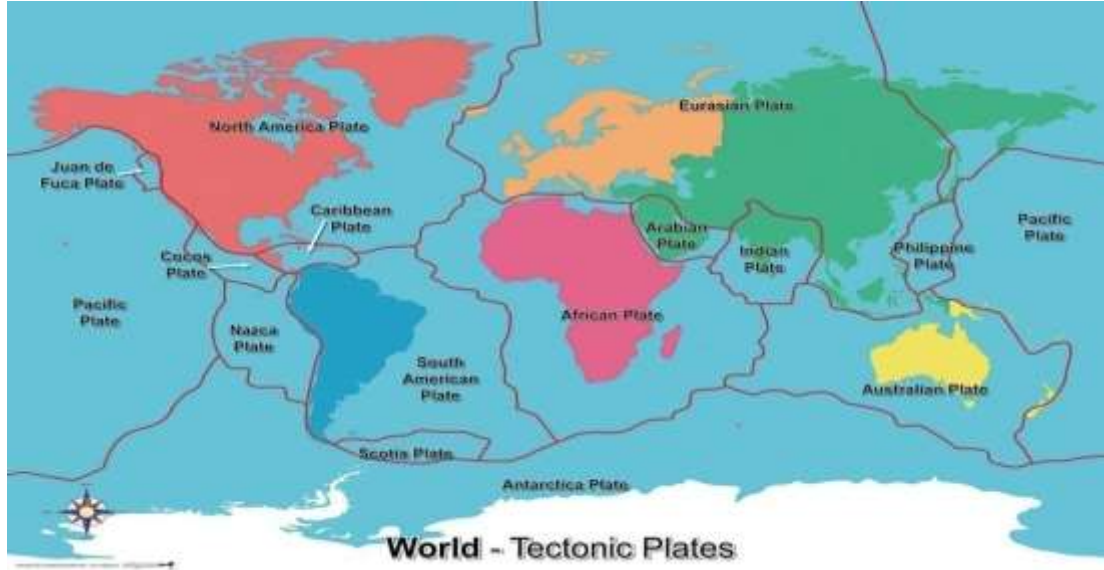 Eurasian Plate
North America Plate
Juan de
Fuca Plate
Caribbean
Plate
Arabian
Plate
Indian
Plate
Philippine
Plate
Pacific
Plate
Cocos
Plate
Pacific
Plate
Nazca
Plate
African Plate
South
American
Plate
Australian Plate
Scotia Plate
Antarctica Plate
World - Tectonic Plates